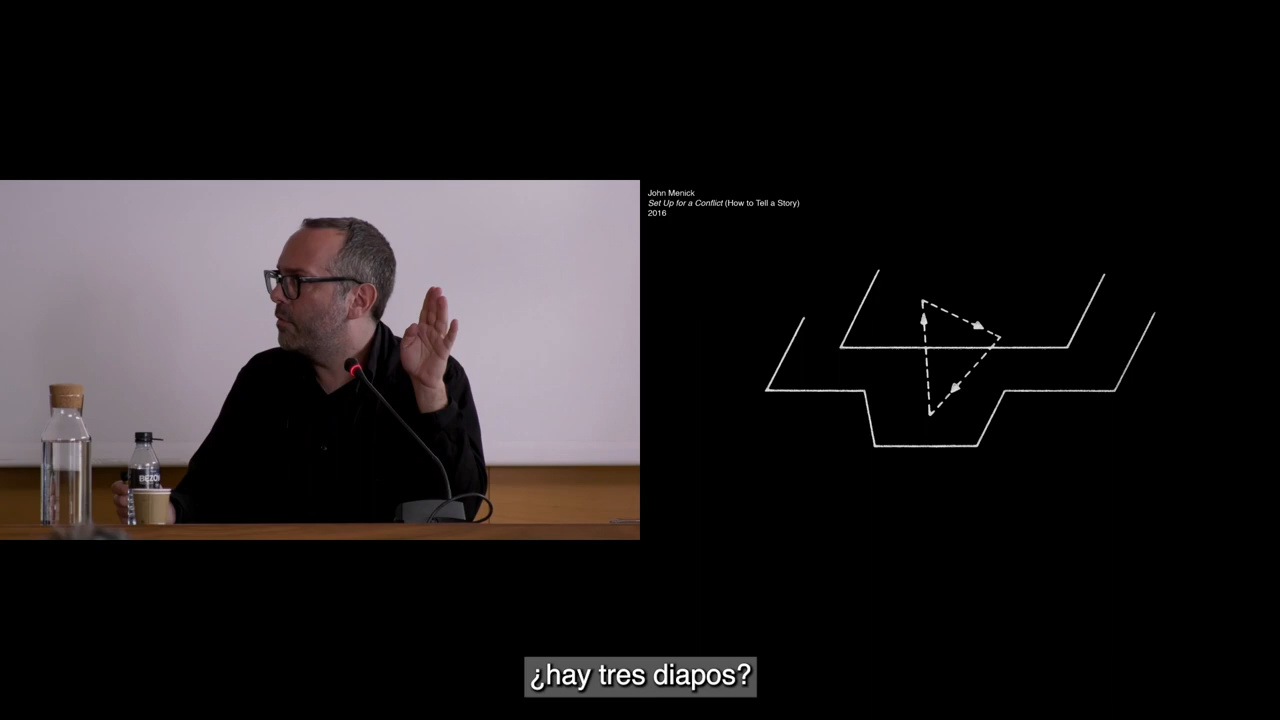 John Menick
Set Up for a Conflict (How to Tell a Story)
2016
¿hay tres diapos?